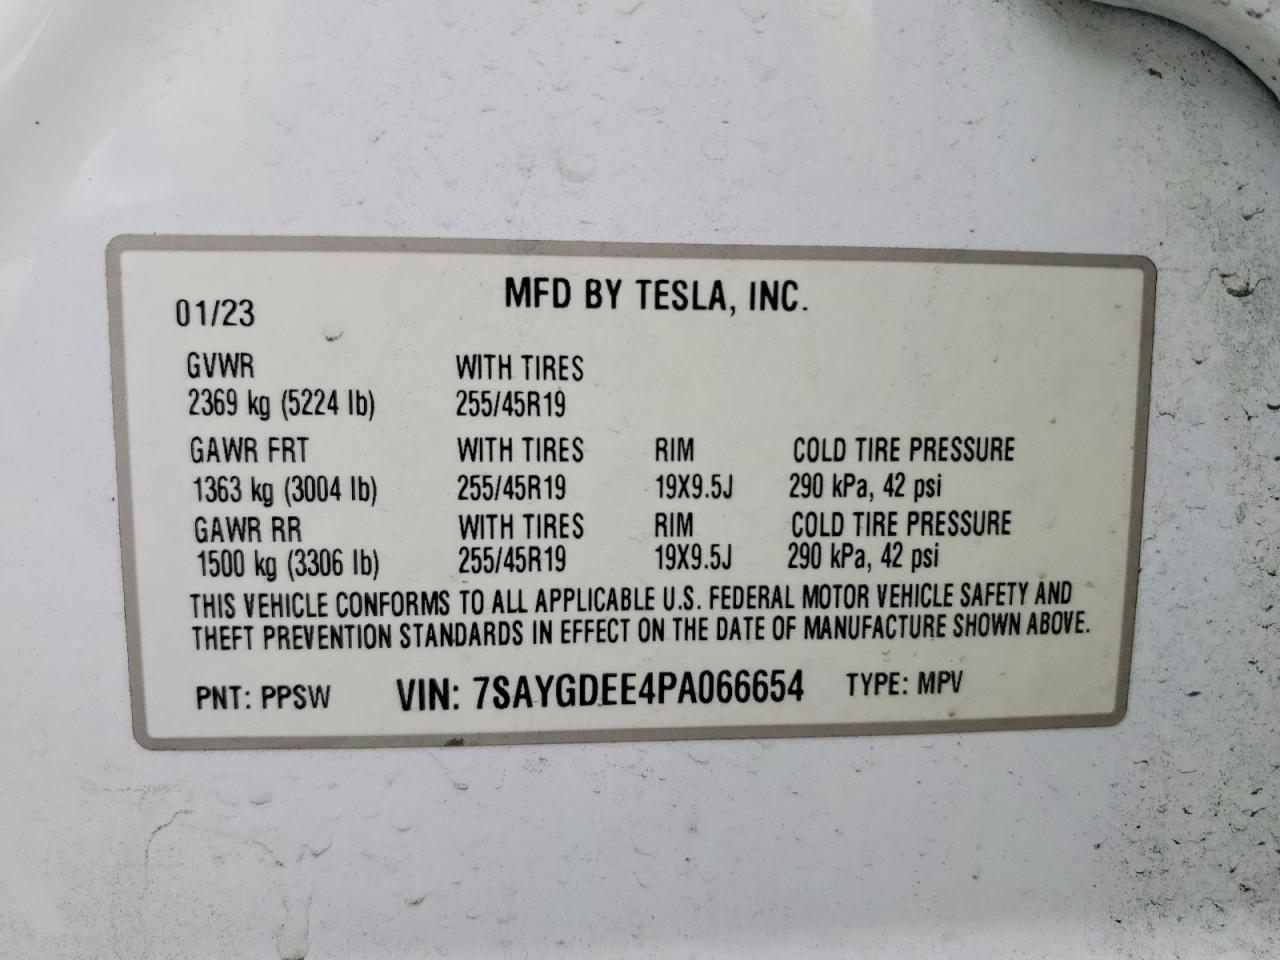 MFD BY TESLA, INC.
01/23
GVWR WITH TIRES
2369 kg (5224 lb) 255/45R19
GAWR FRT WITH TIRES RIM COLD TIRE PRESSURE
1363 kg (3004 lb) 255/45R19 19X9.5J 290 kPa, 42 psi
GAWR RR WITH TIRES RIM COLD TIRE PRESSURE
1500 kg (3306 lb) 255/45R19 19X9.5J 290 kPa, 42 psi
THIS VEHICLE CONFORMS TO ALL APPLICABLE U.S. FEDERAL MOTOR VEHICLE SAFETY AND
THEFT PREVENTION STANDARDS IN EFFECT ON THE DATE OF MANUFACTURE SHOWN ABOVE.
PNT: PPSW VIN: 7SAYGDEE4PA066654 TYPE: MPV